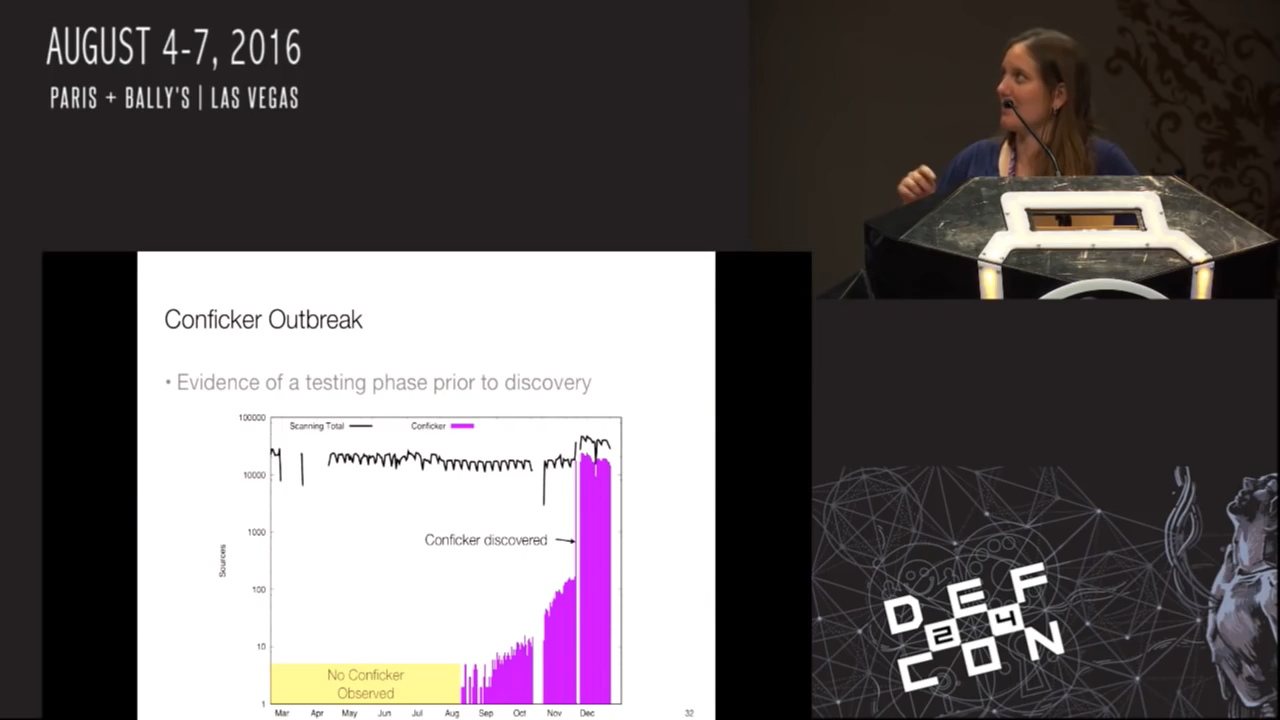 AUGUST 4-7, 2016
PARIS + BALLY'S | LAS VEGAS
Conficker Outbreak
• Evidence of a testing phase prior to discovery
100000
10000
1000
100
10
1
Sources
Scanning Total
Conficker
Conficker discovered
No Conficker
Observed
Mar Apr May Jun Jul Aug Sep Oct Nov Dec
32
DEF
24
CON